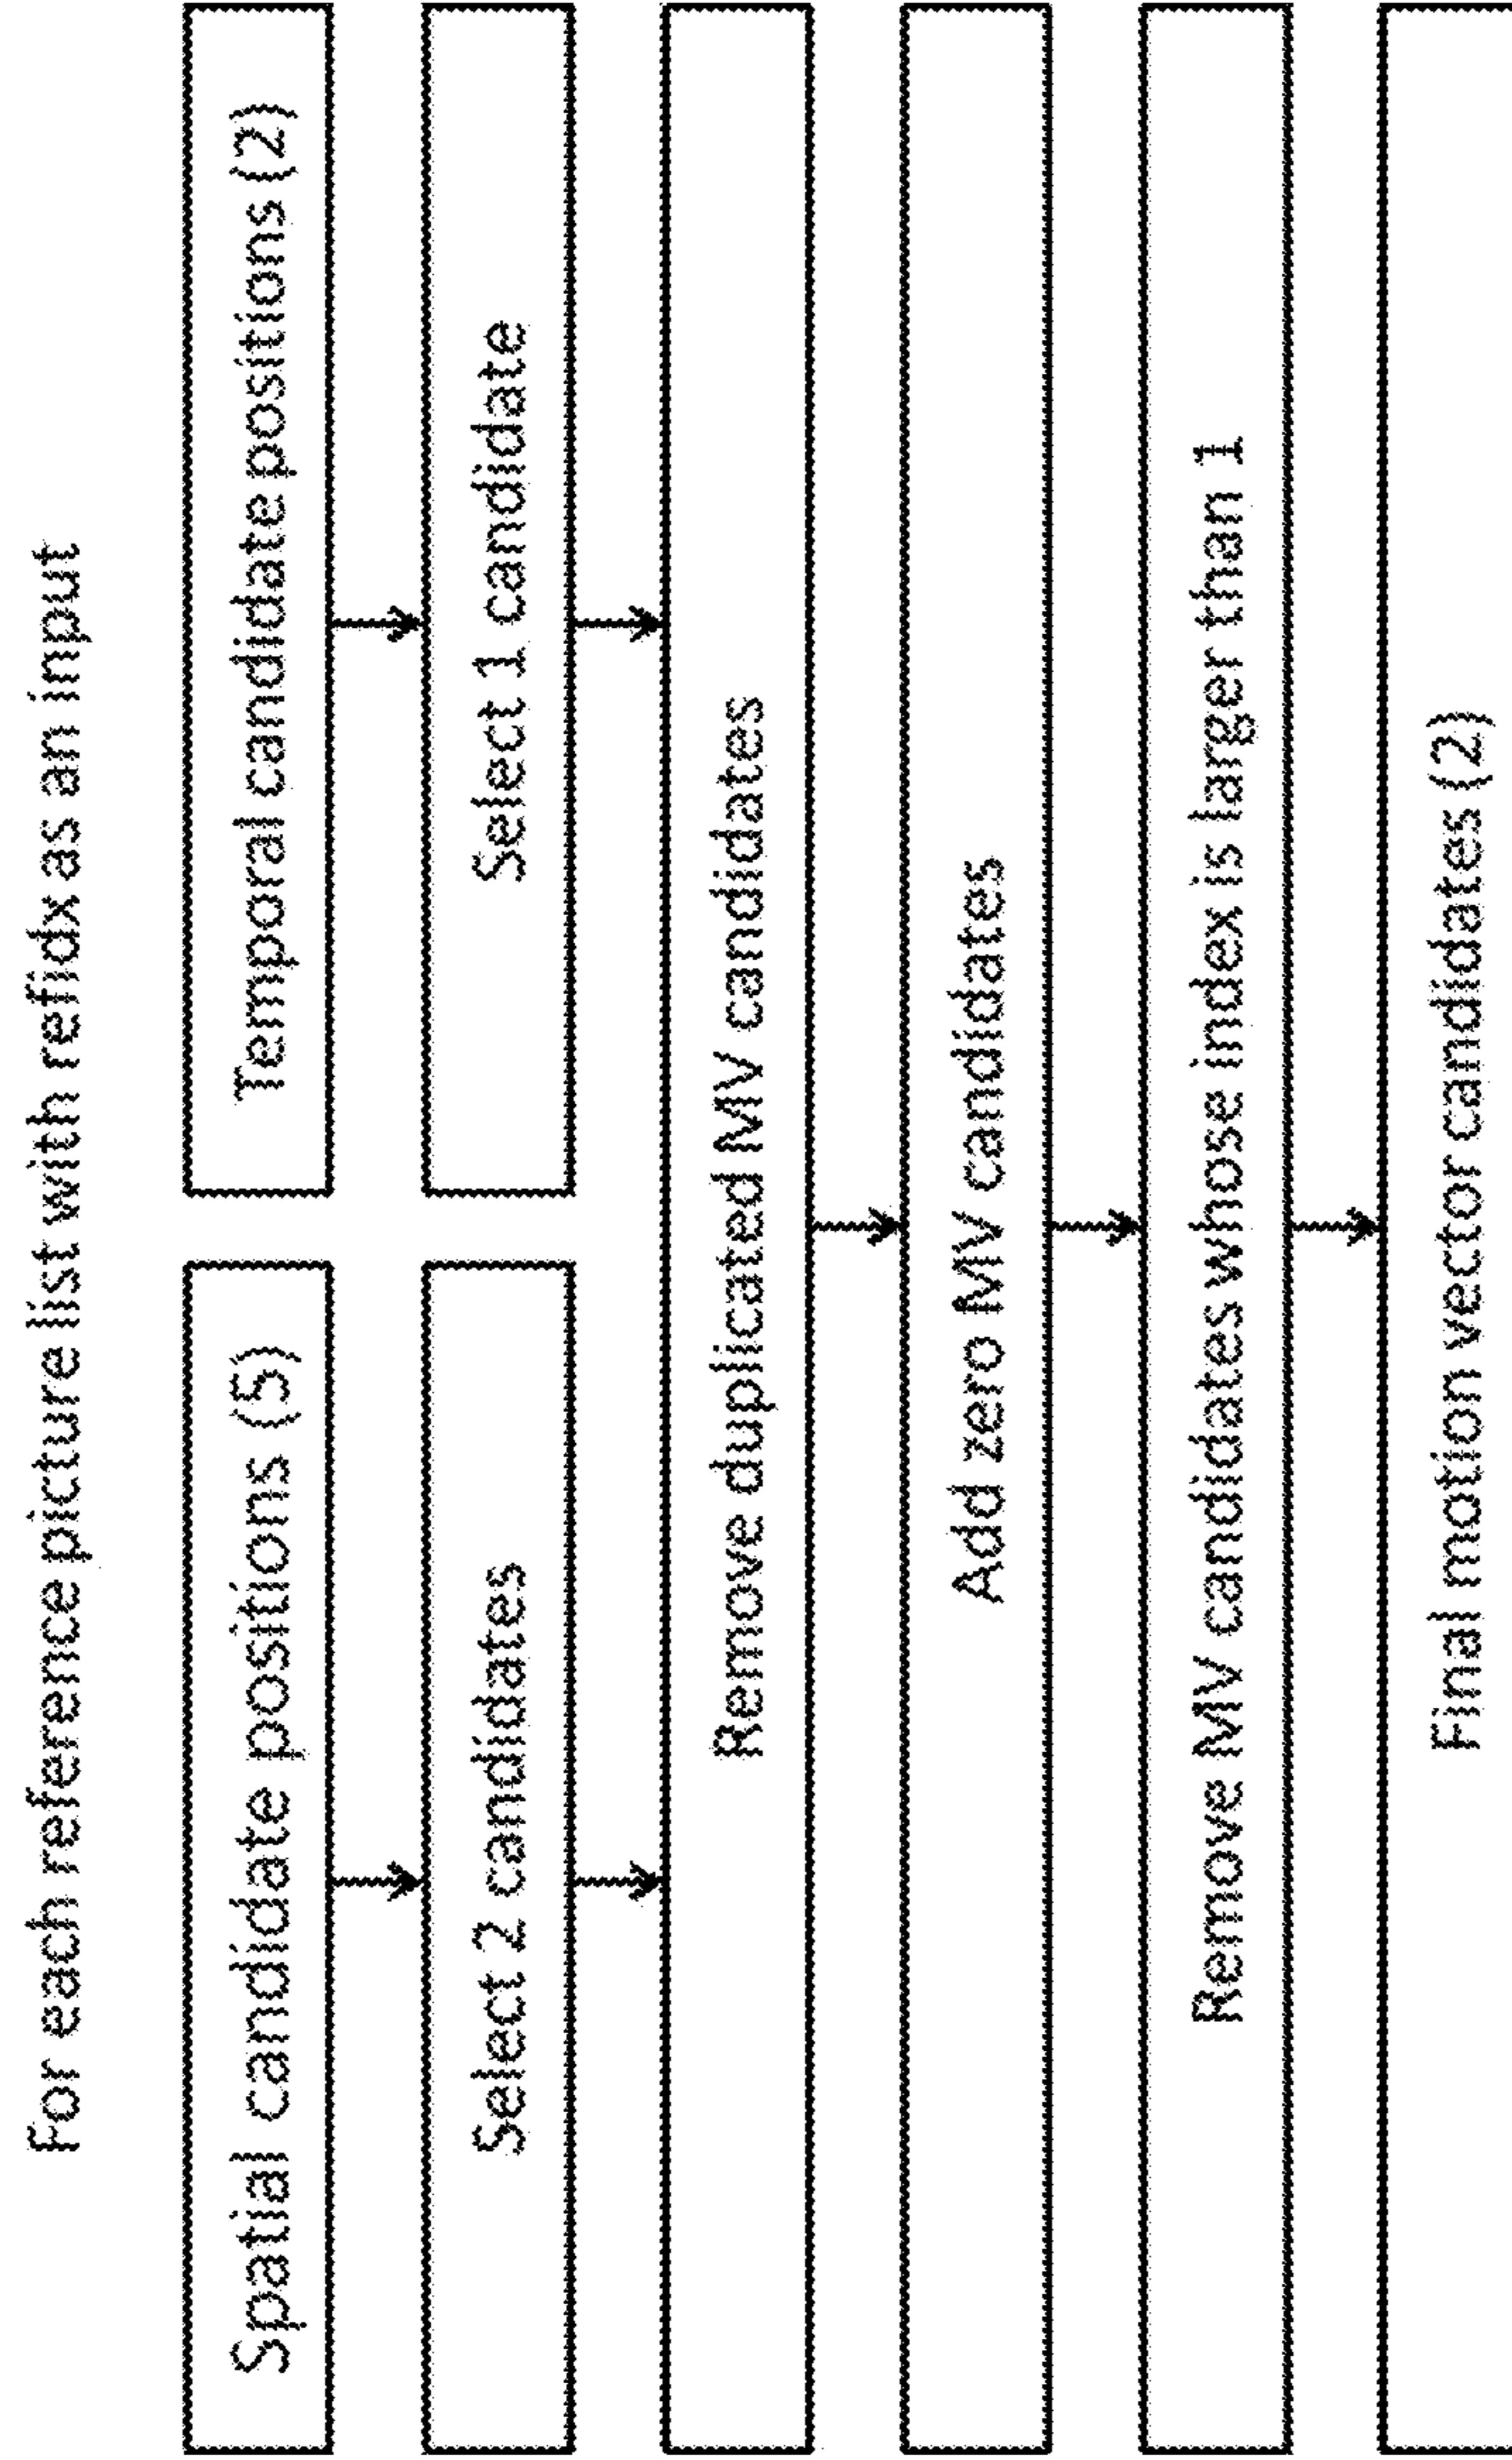 For each reference picture list with refidx as an input
Spatial candidate positions (5)
Temporal candidate positions (2)
Select 2 candidates
Select 1 candidate
Remove duplicated MV candidates
Add zero MV candidates
Remove MV candidates whose index is larger than 1
Final motion vector candidates (2)